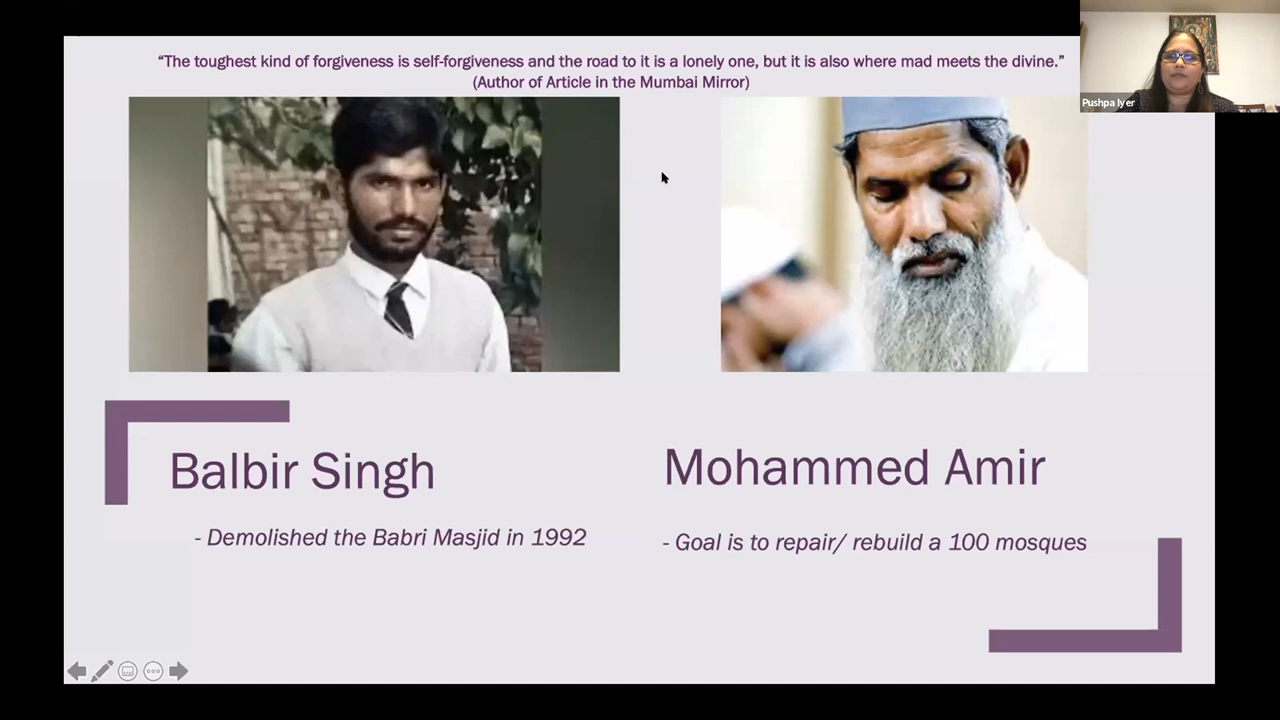 “The toughest kind of forgiveness is self-forgiveness and the road to it is a lonely one, but it is also where mad meets the divine.”
(Author of Article in the Mumbai Mirror)
Pushpa Iyer
Balbir Singh
- Demolished the Babri Masjid in 1992
Mohammed Amir
- Goal is to repair/ rebuild a 100 mosques